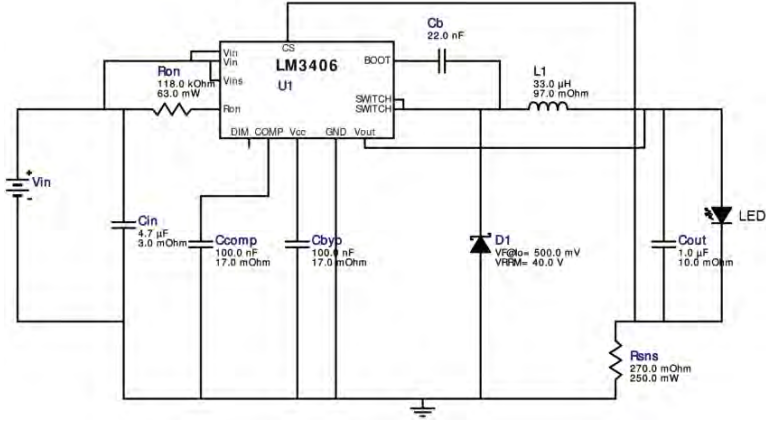 Cb
22.0 nF
CS
Vin
Vin
Vins
Ron
LM3406
U1
BOOT
SWITCH
SWITCH
DIM
COMP
Vcc
GND
Vout
Ron
118.0 kOhm
63.0 mW
L1
33.0 µH
97.0 mOhm
+
Vin
-
Cin
4.7 µF
3.0 mOhm
Ccomp
100.0 nF
17.0 mOhm
Cbyp
100.0 nF
17.0 mOhm
D1
VF@Io= 500.0 mV
VRRM= 40.0 V
Cout
1.0 µF
10.0 mOhm
LED
Rsns
270.0 mOhm
250.0 mW